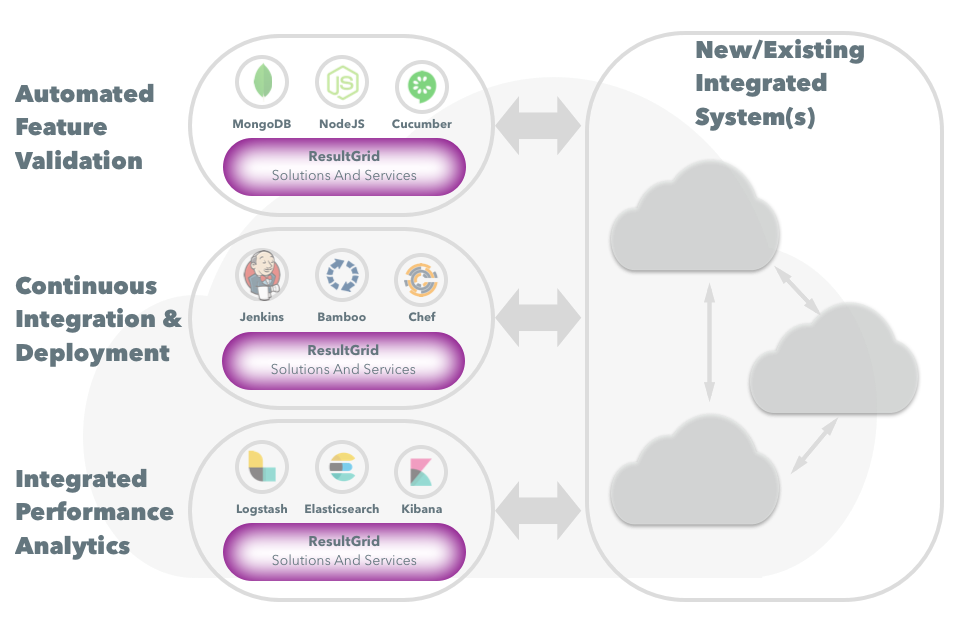 New/Existing
Integrated
System(s)
Automated
Feature
Validation
MongoDB NodeJS Cucumber
JS
ResultGrid
Solutions And Services
Continuous
Integration &
Deployment
Jenkins Bamboo Chef
ResultGrid
Solutions And Services
Integrated
Performance
Analytics
Logstash Elasticsearch Kibana
ResultGrid
Solutions And Services